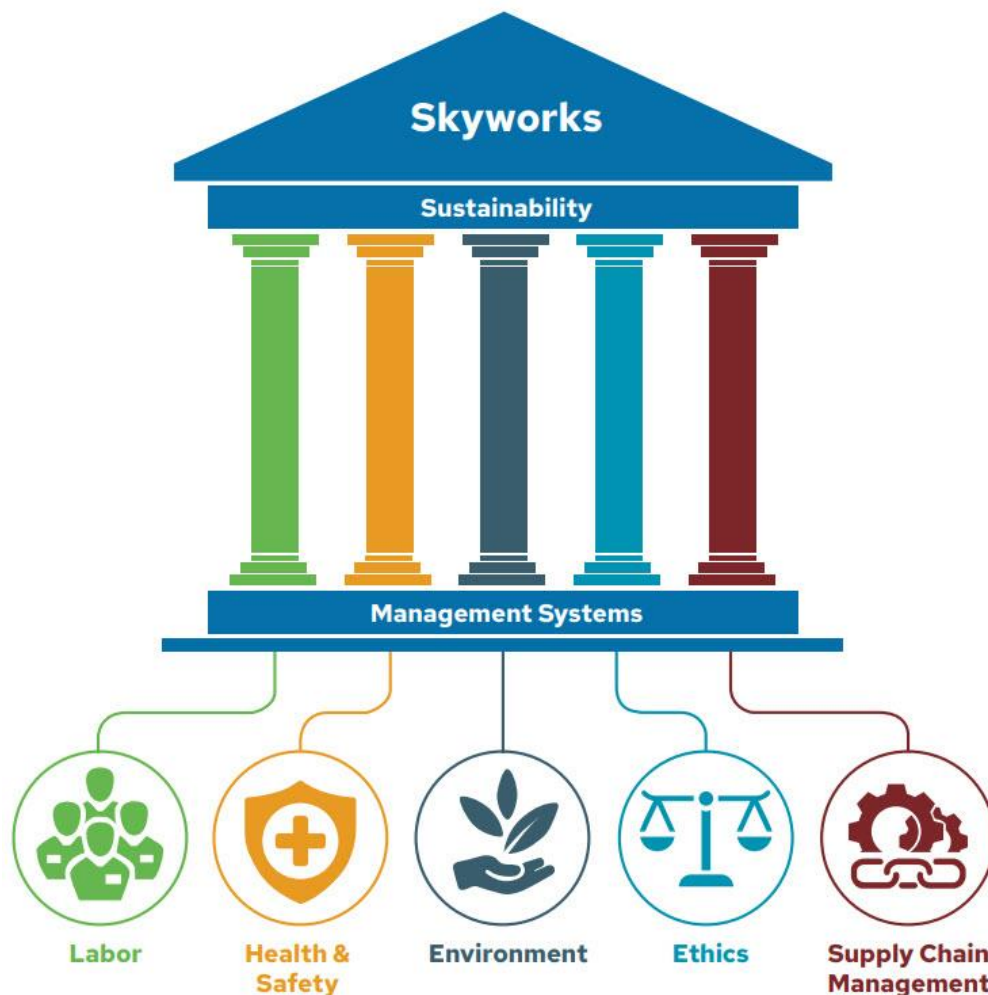 Skyworks
Sustainability
Management Systems
Labor
Health &
Safety
Environment
Ethics
Supply Chain
Management